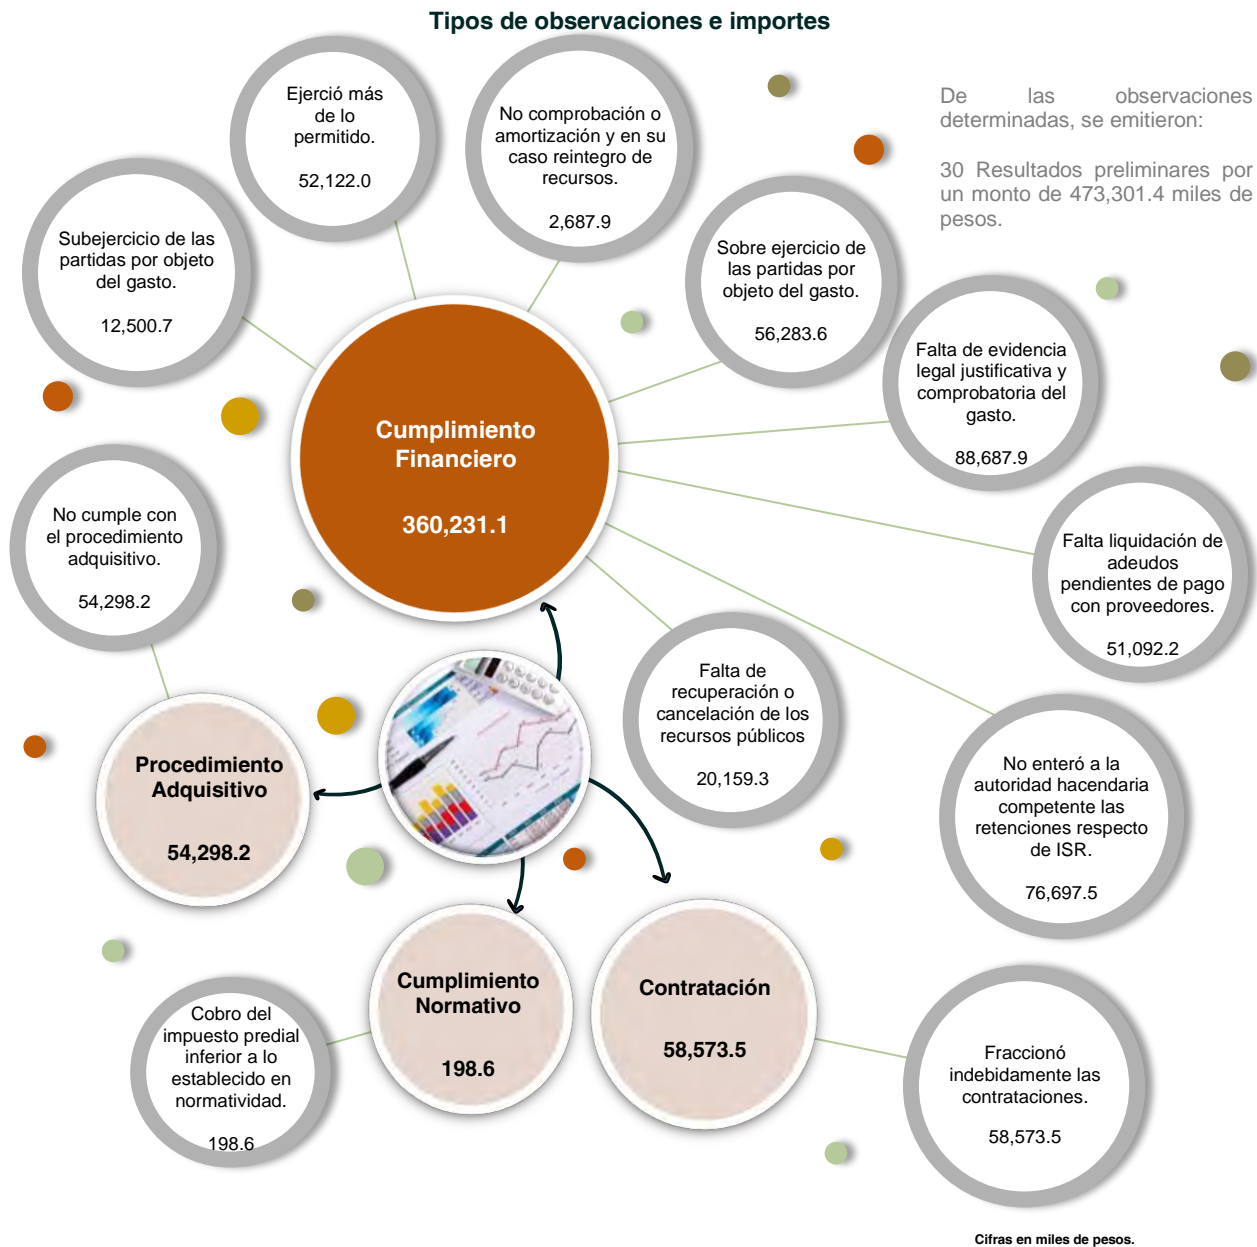 Tipos de observaciones e importes
Ejerció más
de lo
permitido.
52,122.0
No comprobación o
amortización y en su
caso reintegro de
recursos.
2,687.9
De las observaciones
determinadas, se emitieron:
30 Resultados preliminares por
un monto de 473,301.4 miles de
pesos.
Subejercicio de las
partidas por objeto
del gasto.
12,500.7
Sobre ejercicio de
las partidas por
objeto del gasto.
56,283.6
Falta de evidencia
legal justificativa y
comprobatoria del
gasto.
88,687.9
Cumplimiento
Financiero
360,231.1
No cumple con
el procedimiento
adquisitivo.
54,298.2
Falta liquidación de
adeudos
pendientes de pago
con proveedores.
51,092.2
Falta de
recuperación o
cancelación de los
recursos públicos
20,159.3
Procedimiento
Adquisitivo
54,298.2
No enteró a la
autoridad hacendaria
competente las
retenciones respecto
de ISR.
76,697.5
Cumplimiento
Normativo
198.6
Contratación
58,573.5
Cobro del
impuesto predial
inferior a lo
establecido en
normatividad.
198.6
Fraccionó
indebidamente las
contrataciones.
58,573.5
Cifras en miles de pesos.